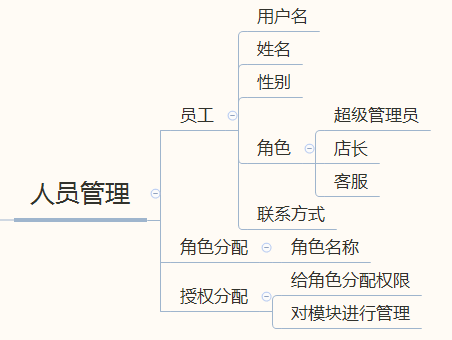 人员管理
员工
用户名
姓名
性别
角色
超级管理员
店长
客服
联系方式
角色分配
角色名称
授权分配
给角色分配权限
对模块进行管理